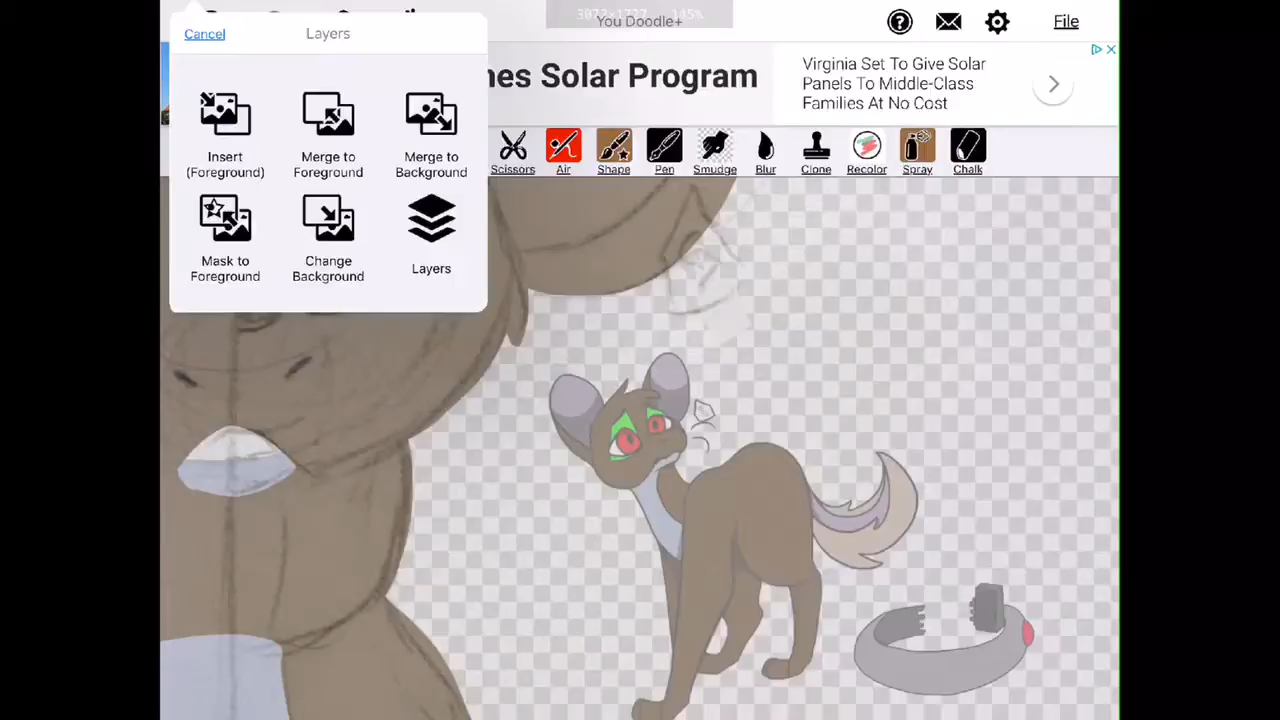 3072x1727 145%
You Doodle+
File
Cancel
Layers
nes Solar Program
Virginia Set To Give Solar
Panels To Middle-Class
Families At No Cost
Insert
(Foreground)
Merge to
Foreground
Merge to
Background
Mask to
Foreground
Change
Background
Layers
Scissors
Air
Shape
Pen
Smudge
Blur
Clone
Recolor
Spray
Chalk